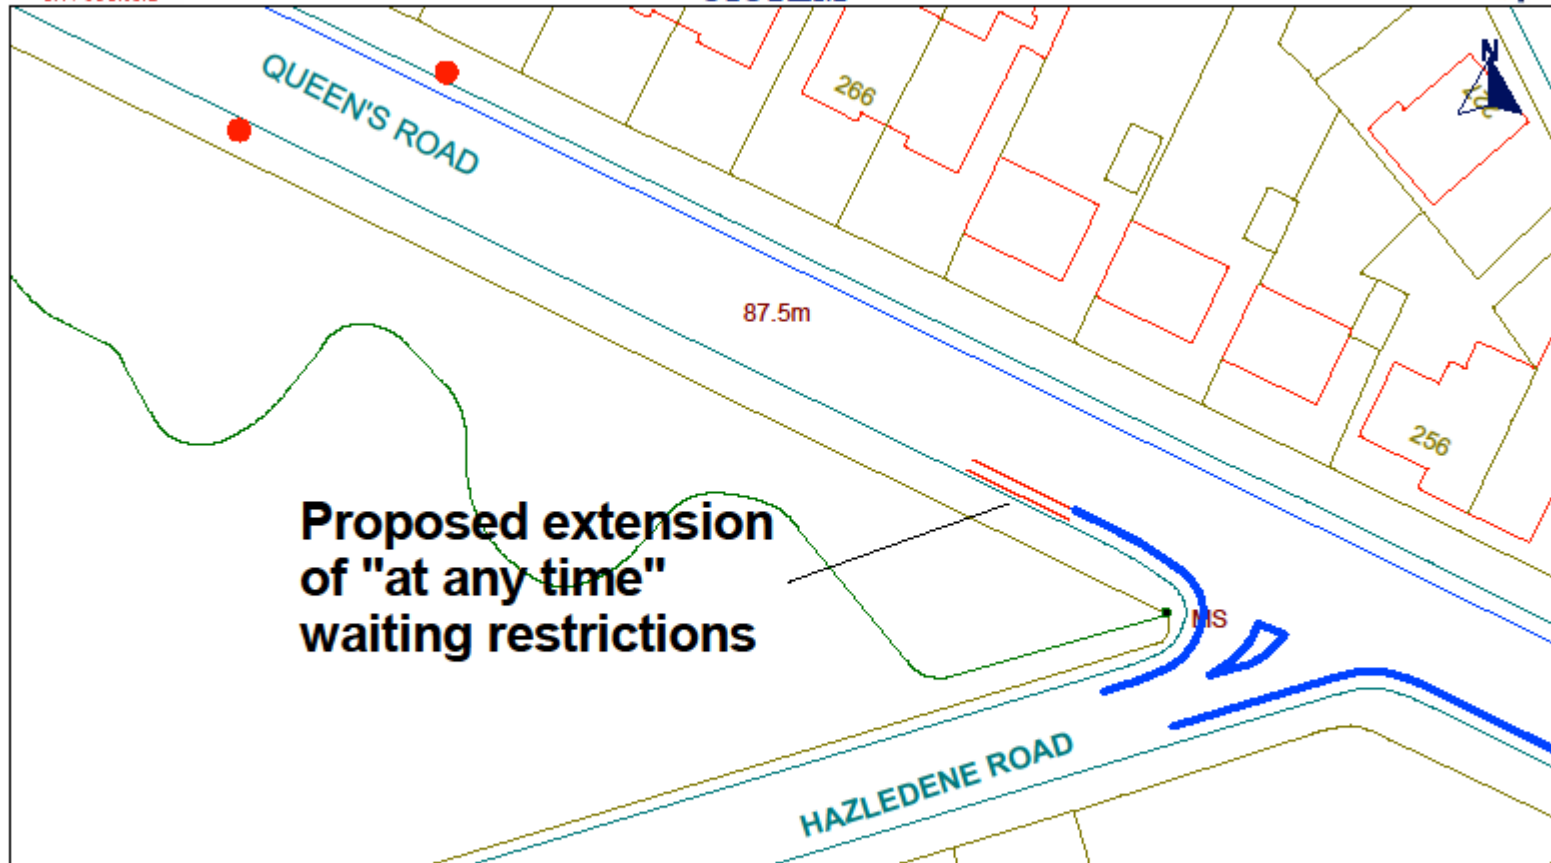 N
QUEEN'S ROAD
266
87.5m
256
Proposed extension
of "at any time"
waiting restrictions
MS
HAZLEDENE ROAD